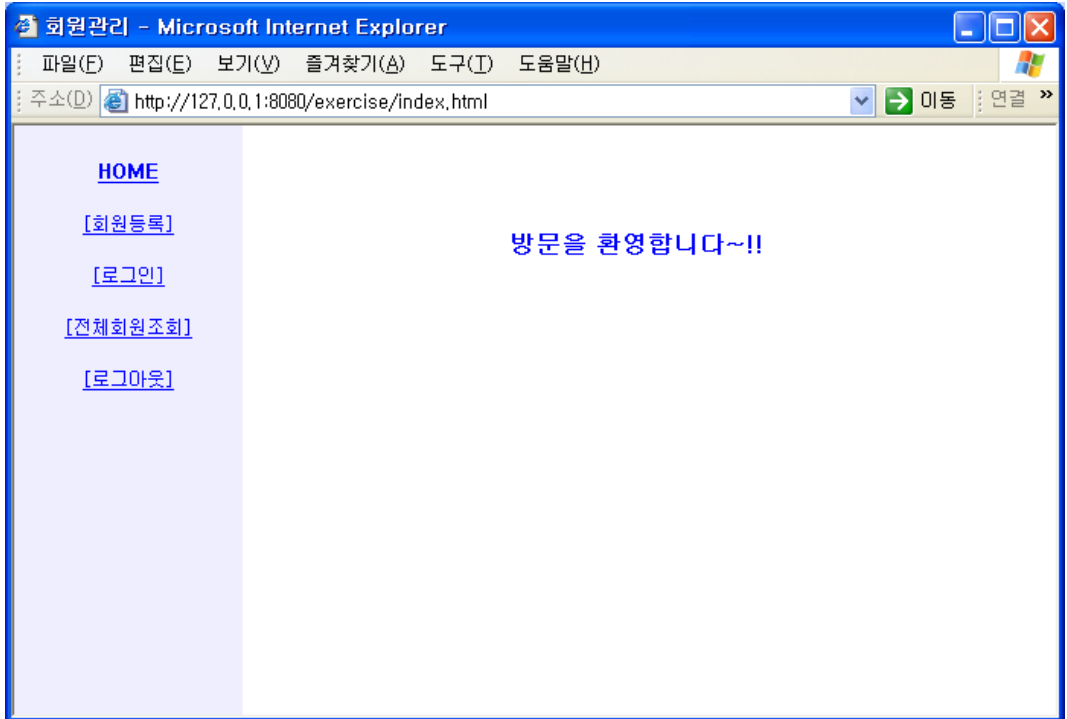 회원관리 - Microsoft Internet Explorer
파일(F) 편집(E) 보기(V) 즐겨찾기(A) 도구(T) 도움말(H)
주소(D) http://127.0.0.1:8080/exercise/index.html 이동 연결 »
HOME
[회원등록]
방문을 환영합니다~!!
[로그인]
[전체회원조회]
[로그아웃]